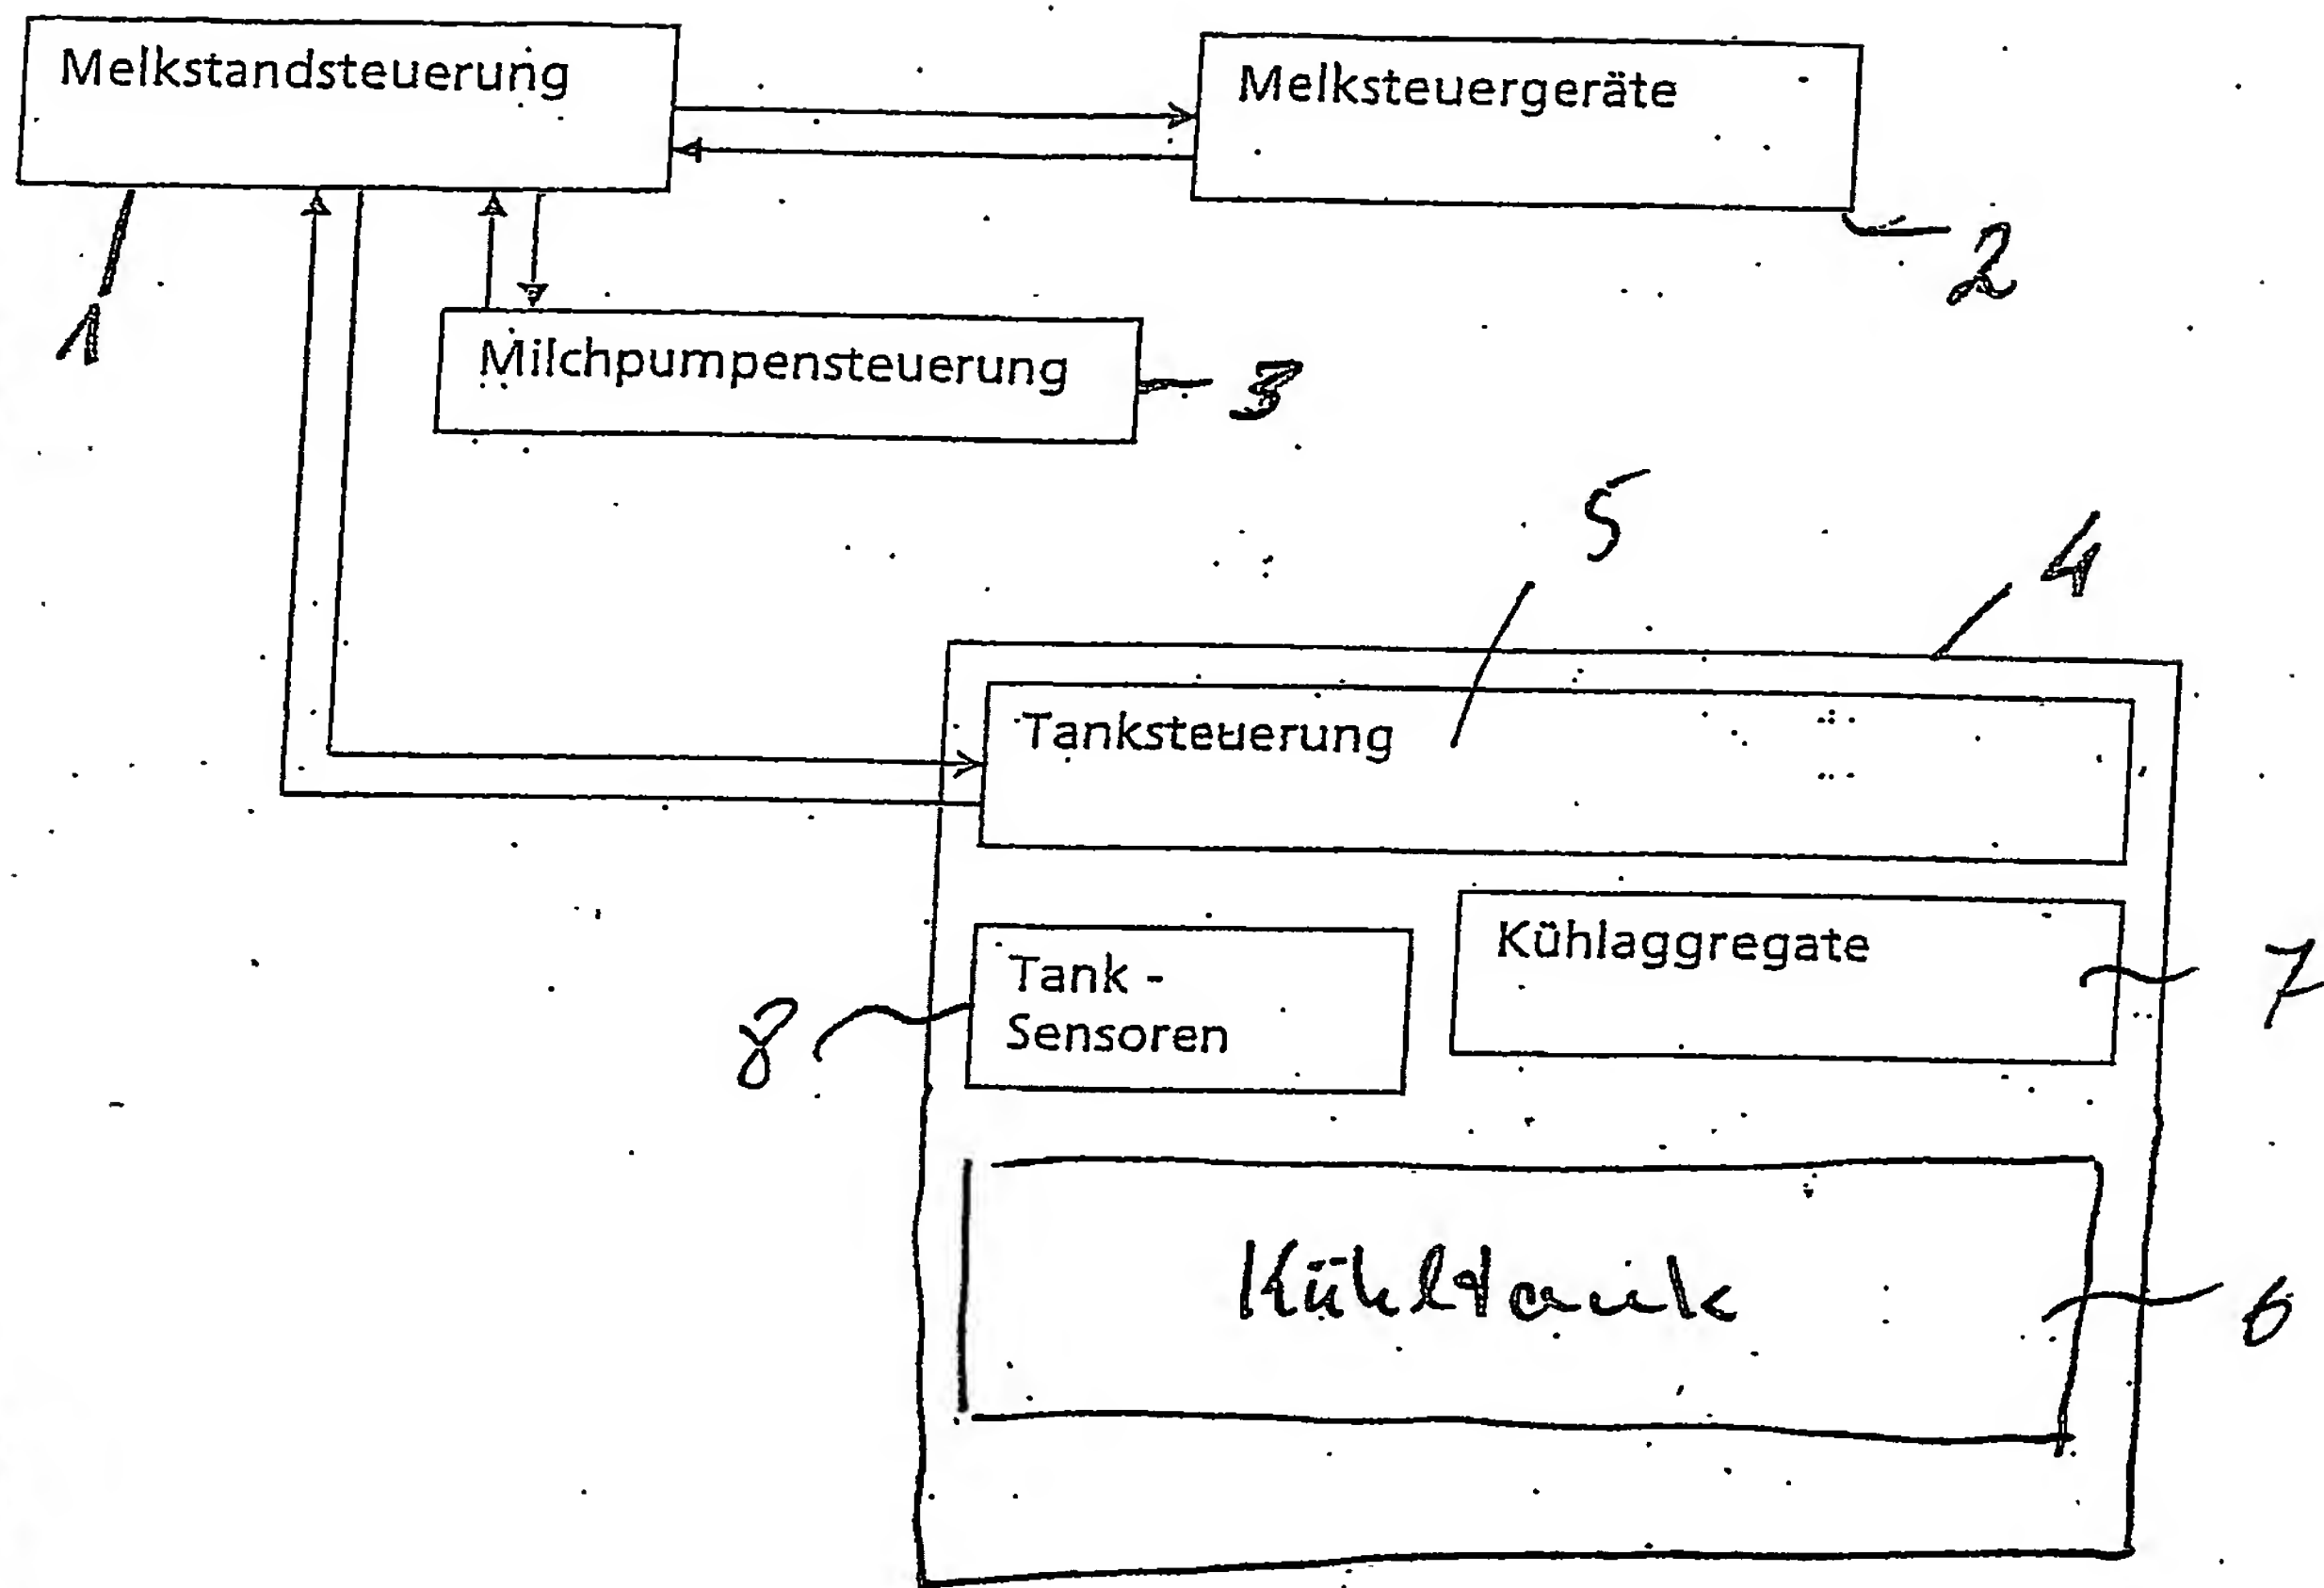 Melkstandsteuerung
Melksteuergeräte
1
2
Milchpumpensteuerung
3
5
4
Tanksteuerung
Kühlaggregate
7
Tank -
Sensoren
8
Kühltank
6